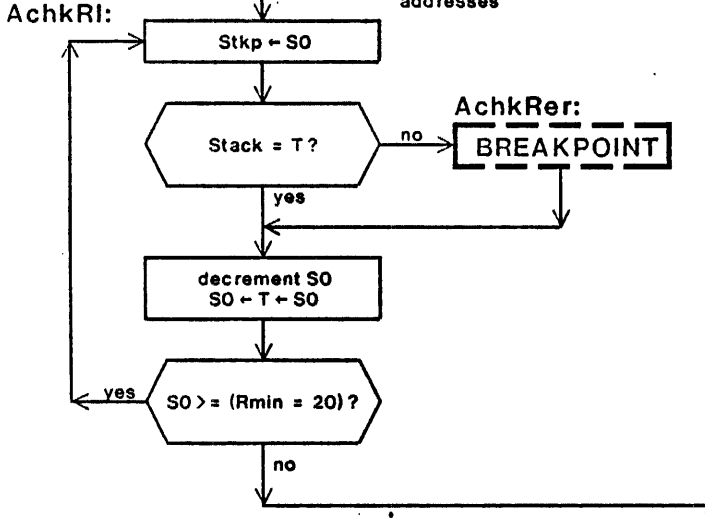 addresses
AchkRl:
Stkp ← S0
AchkRer:
Stack = T?
no
BREAKPOINT
yes
decrement S0
S0 ← T ← S0
yes
S0 >= (Rmin = 20)?
no